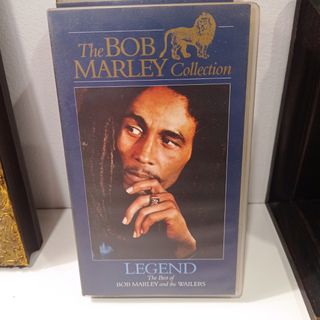 The BOB
MARLEY Collection
LEGEND
The Best of
BOB MARLEY and the WAILERS